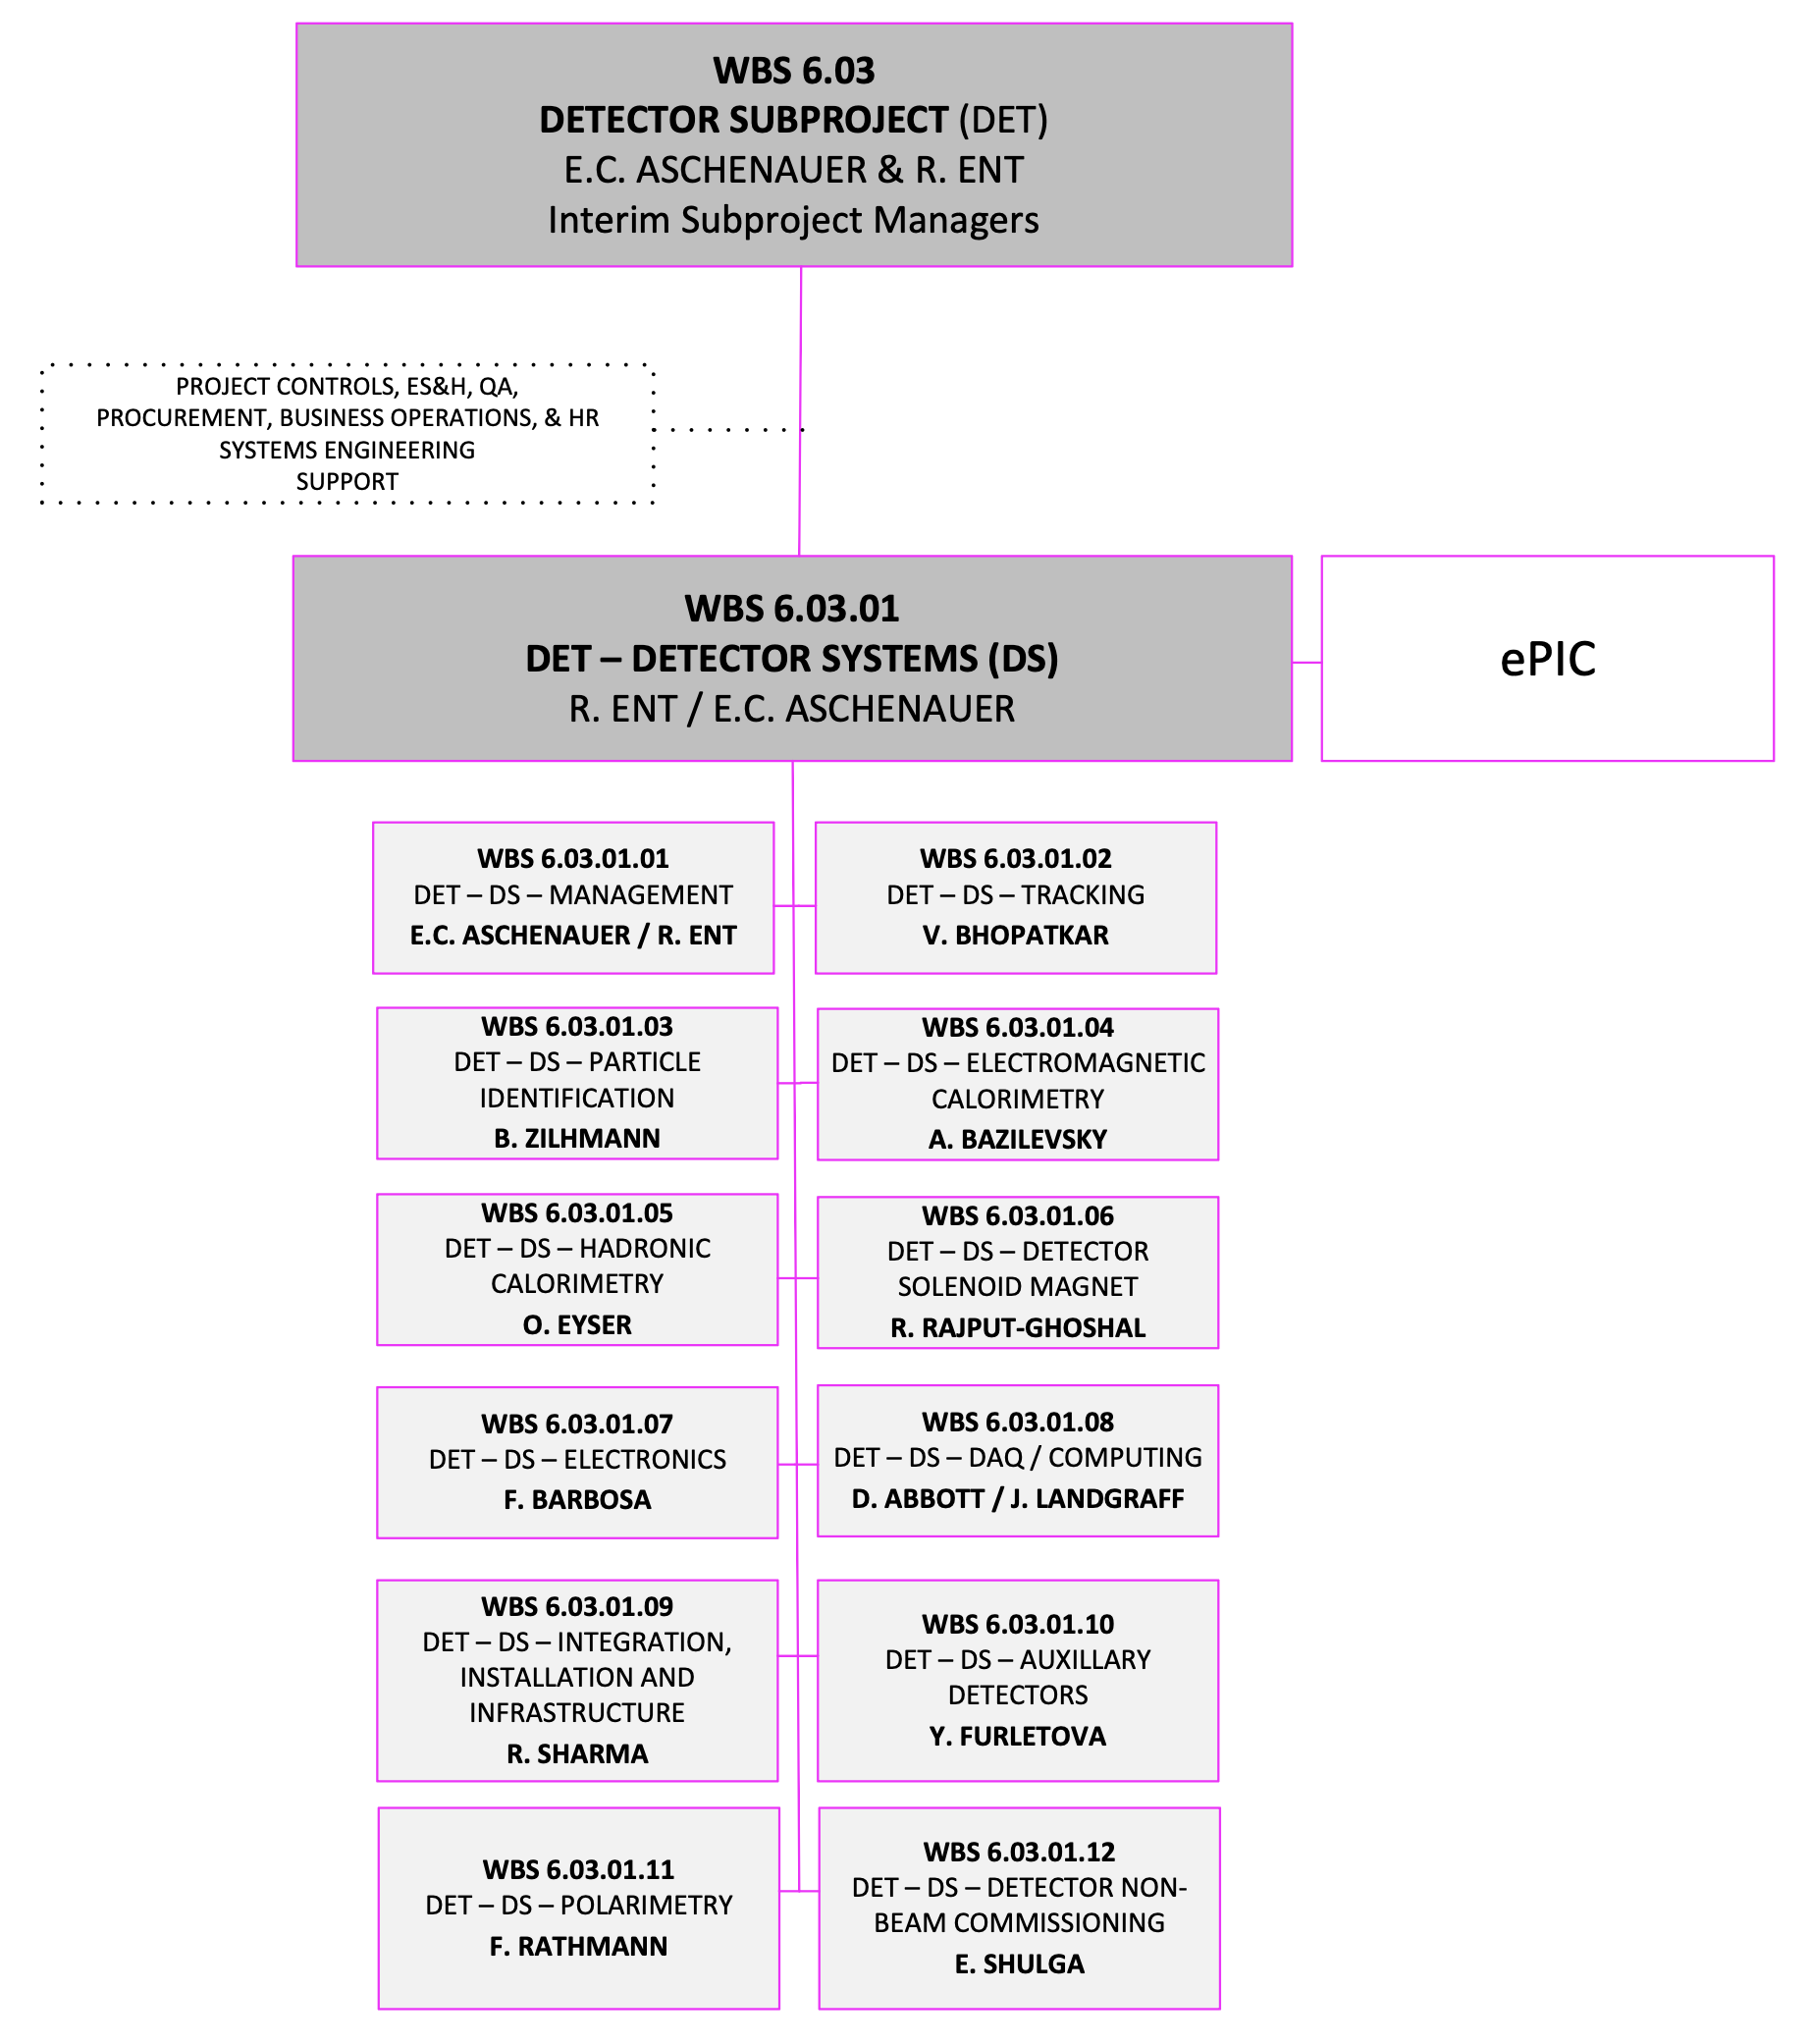 WBS 6.03
DETECTOR SUBPROJECT (DET)
E.C. ASCHENAUER & R. ENT
Interim Subproject Managers
PROJECT CONTROLS, ES&H, QA,
PROCUREMENT, BUSINESS OPERATIONS, & HR
SYSTEMS ENGINEERING
SUPPORT
WBS 6.03.01
DET – DETECTOR SYSTEMS (DS)
R. ENT / E.C. ASCHENAUER
ePIC
WBS 6.03.01.01
DET – DS – MANAGEMENT
E.C. ASCHENAUER / R. ENT
WBS 6.03.01.02
DET – DS – TRACKING
V. BHOPATKAR
WBS 6.03.01.03
DET – DS – PARTICLE
IDENTIFICATION
B. ZILHMANN
WBS 6.03.01.04
DET – DS – ELECTROMAGNETIC
CALORIMETRY
A. BAZILEVSKY
WBS 6.03.01.05
DET – DS – HADRONIC
CALORIMETRY
O. EYSER
WBS 6.03.01.06
DET – DS – DETECTOR
SOLENOID MAGNET
R. RAJPUT-GHOSHAL
WBS 6.03.01.07
DET – DS – ELECTRONICS
F. BARBOSA
WBS 6.03.01.08
DET – DS – DAQ / COMPUTING
D. ABBOTT / J. LANDGRAFF
WBS 6.03.01.09
DET – DS – INTEGRATION,
INSTALLATION AND
INFRASTRUCTURE
R. SHARMA
WBS 6.03.01.10
DET – DS – AUXILLARY
DETECTORS
Y. FURLETOVA
WBS 6.03.01.11
DET – DS – POLARIMETRY
F. RATHMANN
WBS 6.03.01.12
DET – DS – DETECTOR NON-
BEAM COMMISSIONING
E. SHULGA